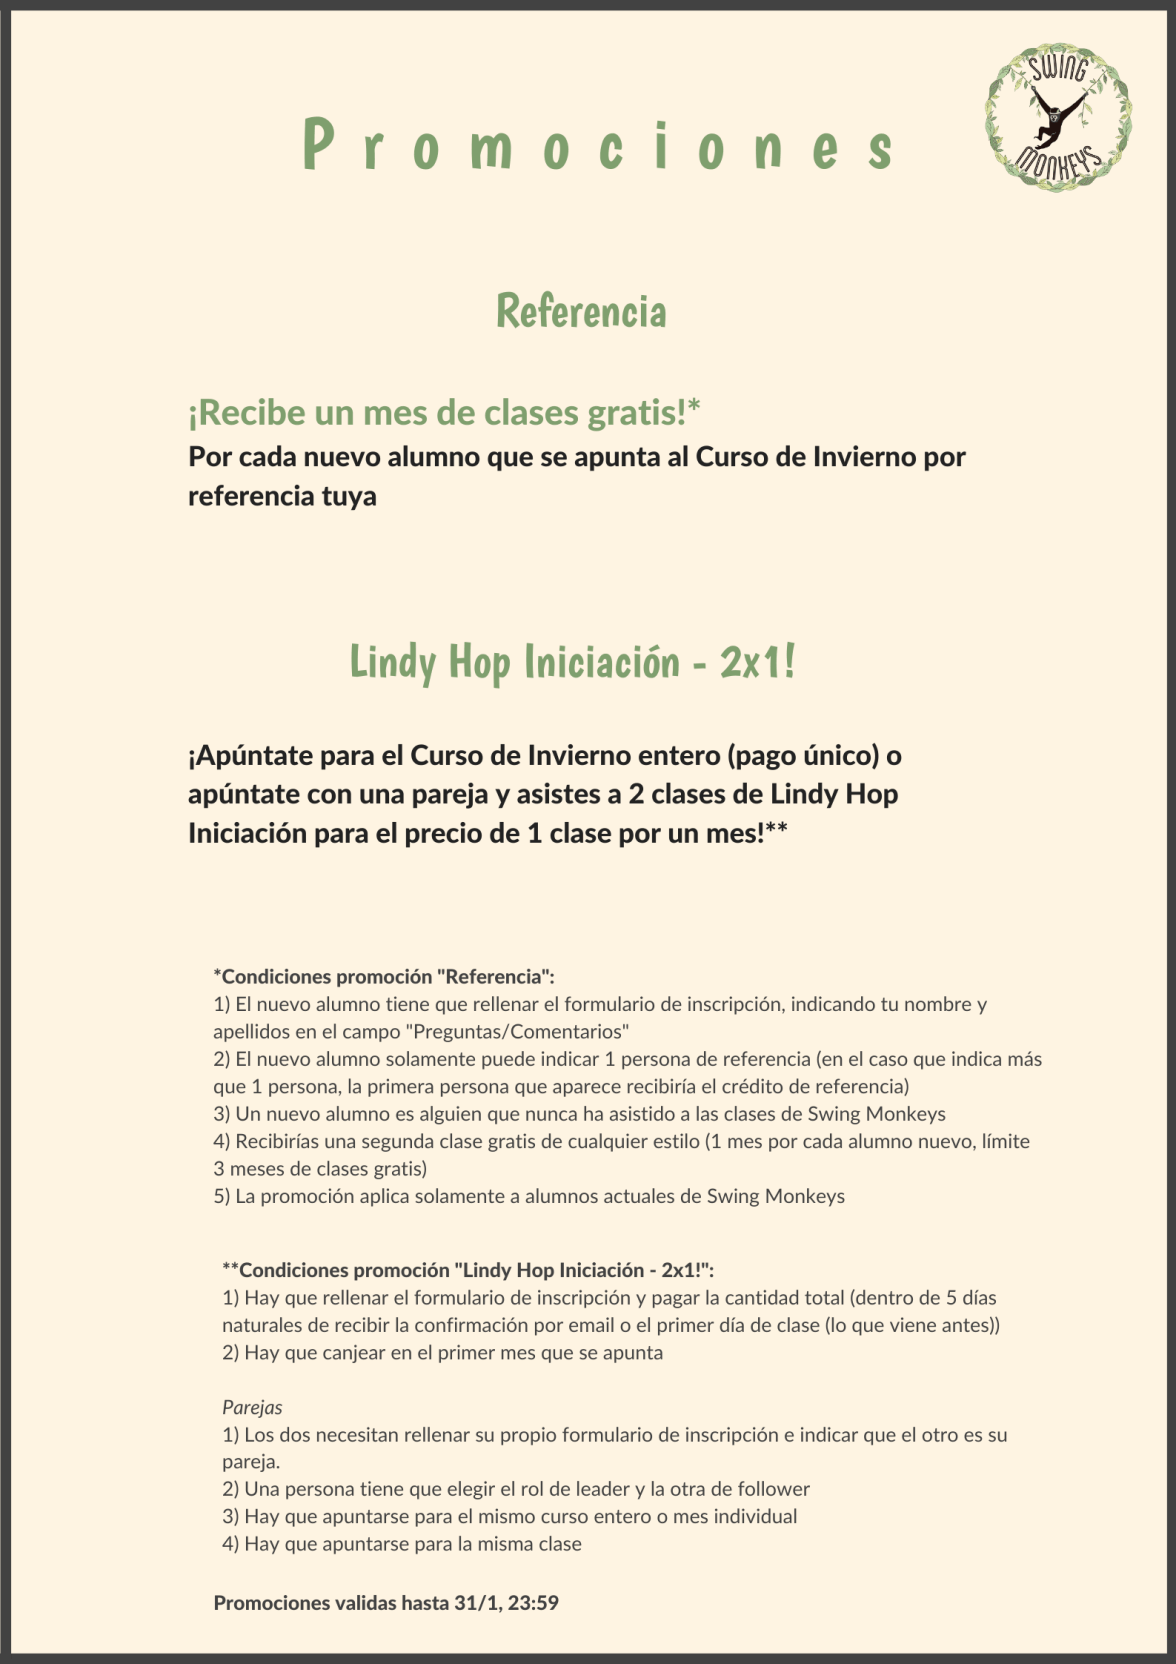 SWING
MONKEYS
Promociones
Referencia
¡Recibe un mes de clases gratis!*
Por cada nuevo alumno que se apunta al Curso de Invierno por
referencia tuya
Lindy Hop Iniciación - 2x1!
¡Apúntate para el Curso de Invierno entero (pago único) o
apúntate con una pareja y asistes a 2 clases de Lindy Hop
Iniciación para el precio de 1 clase por un mes!**
*Condiciones promoción "Referencia":
1) El nuevo alumno tiene que rellenar el formulario de inscripción, indicando tu nombre y
apellidos en el campo "Preguntas/Comentarios"
2) El nuevo alumno solamente puede indicar 1 persona de referencia (en el caso que indica más
que 1 persona, la primera persona que aparece recibiría el crédito de referencia)
3) Un nuevo alumno es alguien que nunca ha asistido a las clases de Swing Monkeys
4) Recibirías una segunda clase gratis de cualquier estilo (1 mes por cada alumno nuevo, límite
3 meses de clases gratis)
5) La promoción aplica solamente a alumnos actuales de Swing Monkeys
**Condiciones promoción "Lindy Hop Iniciación - 2x1!":
1) Hay que rellenar el formulario de inscripción y pagar la cantidad total (dentro de 5 días
naturales de recibir la confirmación por email o el primer día de clase (lo que viene antes))
2) Hay que canjear en el primer mes que se apunta
Parejas
1) Los dos necesitan rellenar su propio formulario de inscripción e indicar que el otro es su
pareja.
2) Una persona tiene que elegir el rol de leader y la otra de follower
3) Hay que apuntarse para el mismo curso entero o mes individual
4) Hay que apuntarse para la misma clase
Promociones validas hasta 31/1, 23:59